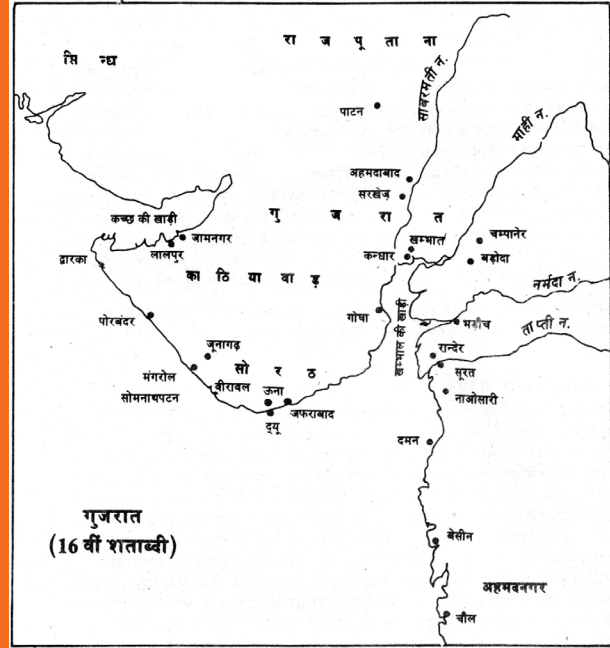 रा ज पू ता ना
सिन्ध
साबरमती न.
माही न.
पाटन
अहमदाबाद
सरखेज़
कच्छ की खाड़ी
गु ज रा त
जामनगर
लालपुर
खम्भात
चम्पानेर
द्वारका
कन्धार
बड़ोदा
का ठि या वा ड़
नर्मदा न.
पोरबंदर
गोघा
खम्भात की खाड़ी
भड़ौच
ताप्ती न.
जूनागढ़
रान्देर
सो र ठ
सूरत
मंगरोल
वीरावल
ऊना
नाओसारी
सोमनाथपटन
जफराबाद
द्यू
दमन
गुजरात
(16 वीं शताब्दी)
बेसीन
अहमदनगर
चौल